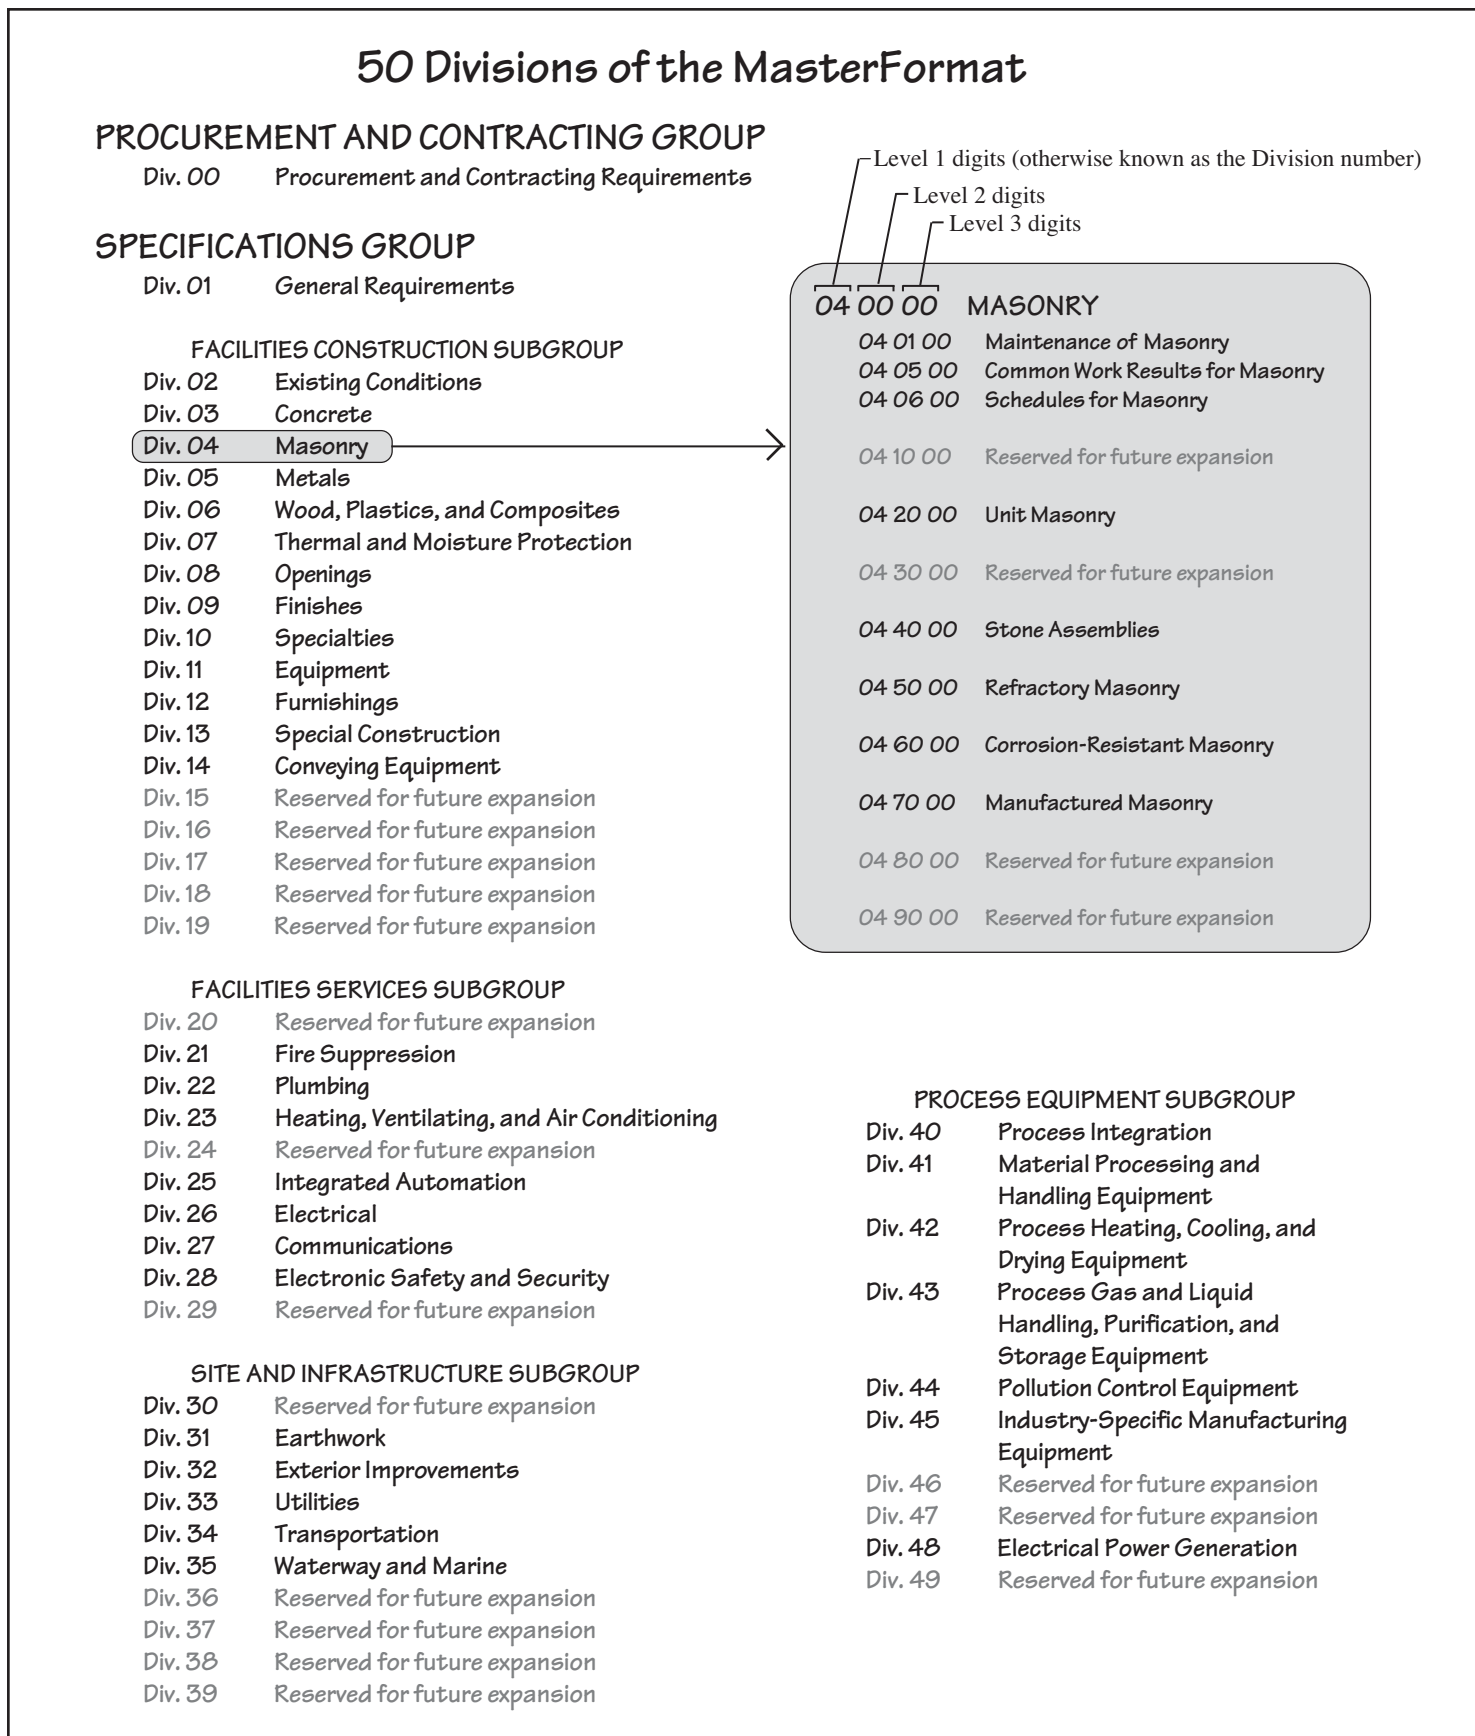 50 Divisions of the MasterFormat
PROCUREMENT AND CONTRACTING GROUP
Div. 00 Procurement and Contracting Requirements
SPECIFICATIONS GROUP
Div. 01 General Requirements
FACILITIES CONSTRUCTION SUBGROUP
Div. 02 Existing Conditions
Div. 03 Concrete
Div. 04 Masonry
Div. 05 Metals
Div. 06 Wood, Plastics, and Composites
Div. 07 Thermal and Moisture Protection
Div. 08 Openings
Div. 09 Finishes
Div. 10 Specialties
Div. 11 Equipment
Div. 12 Furnishings
Div. 13 Special Construction
Div. 14 Conveying Equipment
Div. 15 Reserved for future expansion
Div. 16 Reserved for future expansion
Div. 17 Reserved for future expansion
Div. 18 Reserved for future expansion
Div. 19 Reserved for future expansion
FACILITIES SERVICES SUBGROUP
Div. 20 Reserved for future expansion
Div. 21 Fire Suppression
Div. 22 Plumbing
Div. 23 Heating, Ventilating, and Air Conditioning
Div. 24 Reserved for future expansion
Div. 25 Integrated Automation
Div. 26 Electrical
Div. 27 Communications
Div. 28 Electronic Safety and Security
Div. 29 Reserved for future expansion
SITE AND INFRASTRUCTURE SUBGROUP
Div. 30 Reserved for future expansion
Div. 31 Earthwork
Div. 32 Exterior Improvements
Div. 33 Utilities
Div. 34 Transportation
Div. 35 Waterway and Marine
Div. 36 Reserved for future expansion
Div. 37 Reserved for future expansion
Div. 38 Reserved for future expansion
Div. 39 Reserved for future expansion
Level 1 digits (otherwise known as the Division number)
Level 2 digits
Level 3 digits
04 00 00 MASONRY
04 01 00 Maintenance of Masonry
04 05 00 Common Work Results for Masonry
04 06 00 Schedules for Masonry
04 10 00 Reserved for future expansion
04 20 00 Unit Masonry
04 30 00 Reserved for future expansion
04 40 00 Stone Assemblies
04 50 00 Refractory Masonry
04 60 00 Corrosion-Resistant Masonry
04 70 00 Manufactured Masonry
04 80 00 Reserved for future expansion
04 90 00 Reserved for future expansion
PROCESS EQUIPMENT SUBGROUP
Div. 40 Process Integration
Div. 41 Material Processing and
Handling Equipment
Div. 42 Process Heating, Cooling, and
Drying Equipment
Div. 43 Process Gas and Liquid
Handling, Purification, and
Storage Equipment
Div. 44 Pollution Control Equipment
Div. 45 Industry-Specific Manufacturing
Equipment
Div. 46 Reserved for future expansion
Div. 47 Reserved for future expansion
Div. 48 Electrical Power Generation
Div. 49 Reserved for future expansion